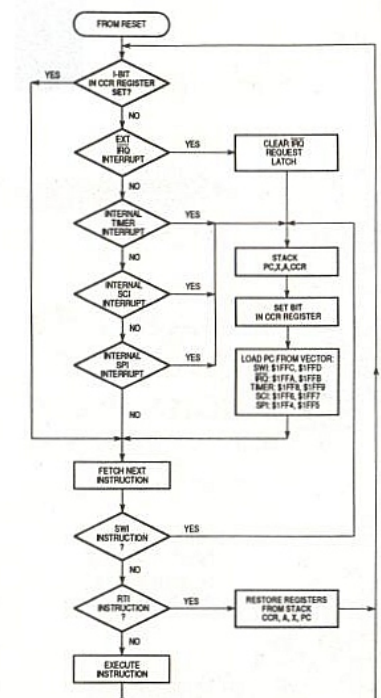 FROM RESET
I-BIT
IN CCR REGISTER
SET?
YES
NO
EXT
IRQ
INTERRUPT
YES
CLEAR IRQ
REQUEST
LATCH
NO
INTERNAL
TIMER
INTERRUPT
YES
NO
STACK
PC,X,A,CCR
INTERNAL
SCI
INTERRUPT
YES
NO
SET BIT
IN CCR REGISTER
INTERNAL
SPI
INTERRUPT
YES
NO
LOAD PC FROM VECTOR:
SWI: $1FFC, $1FFD
IRQ: $1FFA, $1FFB
TIMER: $1FF8, $1FF9
SCI: $1FF6, $1FF7
SPI: $1FF4, $1FF5
FETCH NEXT
INSTRUCTION
SWI
INSTRUCTION
?
YES
NO
RTI
INSTRUCTION
?
YES
RESTORE REGISTERS
FROM STACK
CCR, A, X, PC
NO
EXECUTE
INSTRUCTION